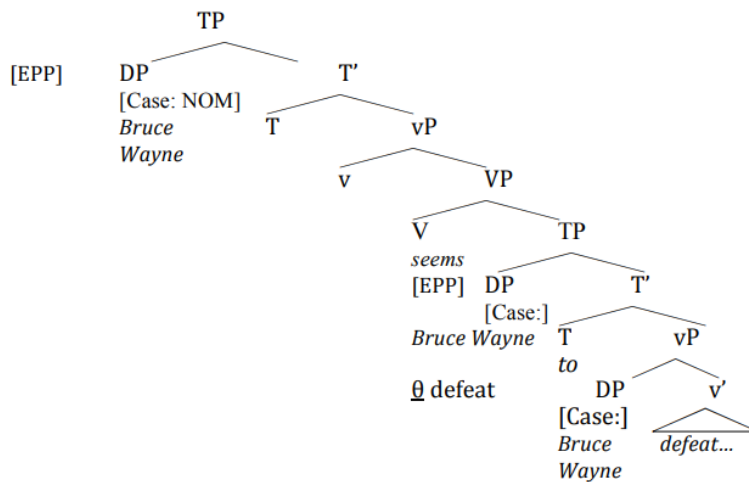 TP
[EPP] DP T’
[Case: NOM]
Bruce T vP
Wayne
v VP
V TP
seems
[EPP] DP T’
[Case:]
Bruce Wayne T vP
to
θ defeat DP v’
[Case:]
Bruce defeat...
Wayne